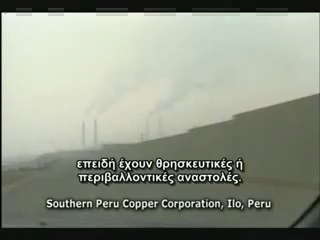 επειδή έχουν θρησκευτικές ή
περιβαλλοντικές αναστολές.
Southern Peru Copper Corporation, Ilo, Peru